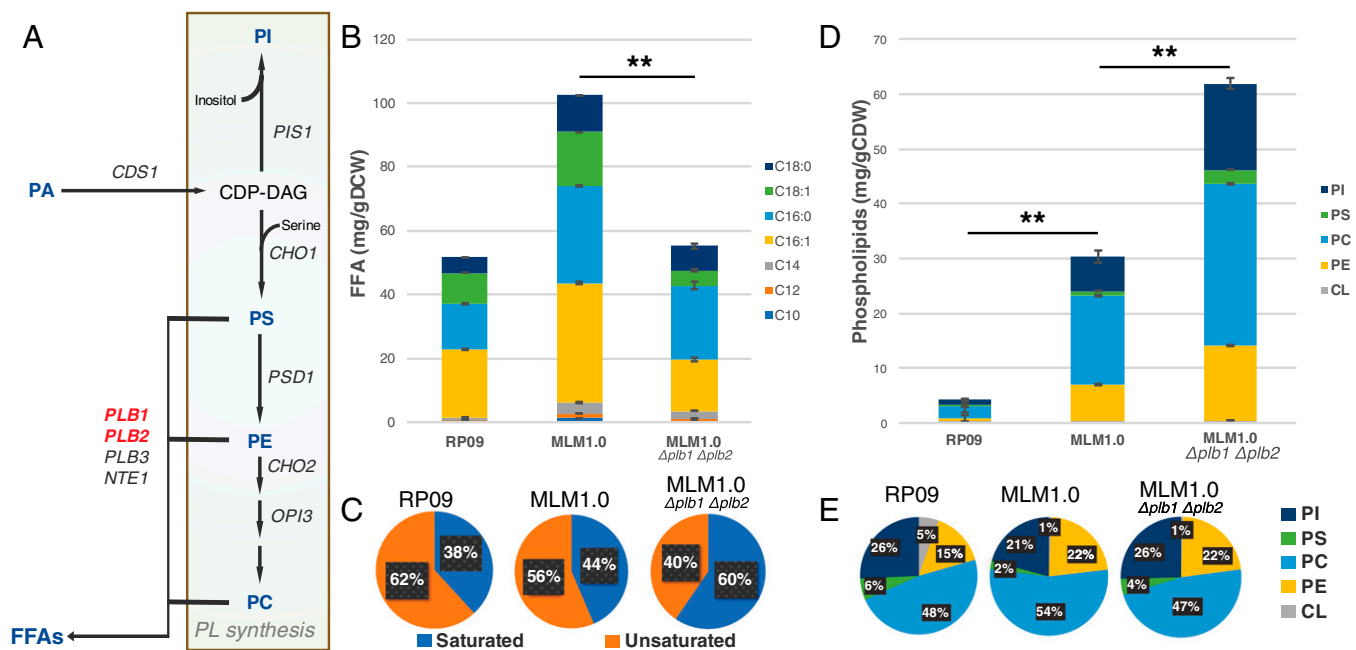 A
PI
Inositol
PIS1
CDS1
PA
CDP-DAG
Serine
CHO1
PS
PSD1
PLB1
PLB2
PLB3
NTE1
PE
CHO2
OPI3
PC
FFAs
PL synthesis
B
FFA (mg/gDCW)
120
100
80
60
40
20
0
**
RP09
MLM1.0
MLM1.0
Δplb1 Δplb2
C18:0
C18:1
C16:0
C16:1
C14
C12
C10
C
RP09
MLM1.0
MLM1.0
Δplb1 Δplb2
38%
62%
44%
56%
40%
60%
Saturated
Unsaturated
D
Phospholipids (mg/gCDW)
70
60
50
40
30
20
10
0
**
**
RP09
MLM1.0
MLM1.0
Δplb1 Δplb2
PI
PS
PC
PE
CL
E
RP09
MLM1.0
MLM1.0
Δplb1 Δplb2
26%
5%
15%
6%
48%
21%
1%
22%
2%
54%
26%
1%
22%
4%
47%
PI
PS
PC
PE
CL